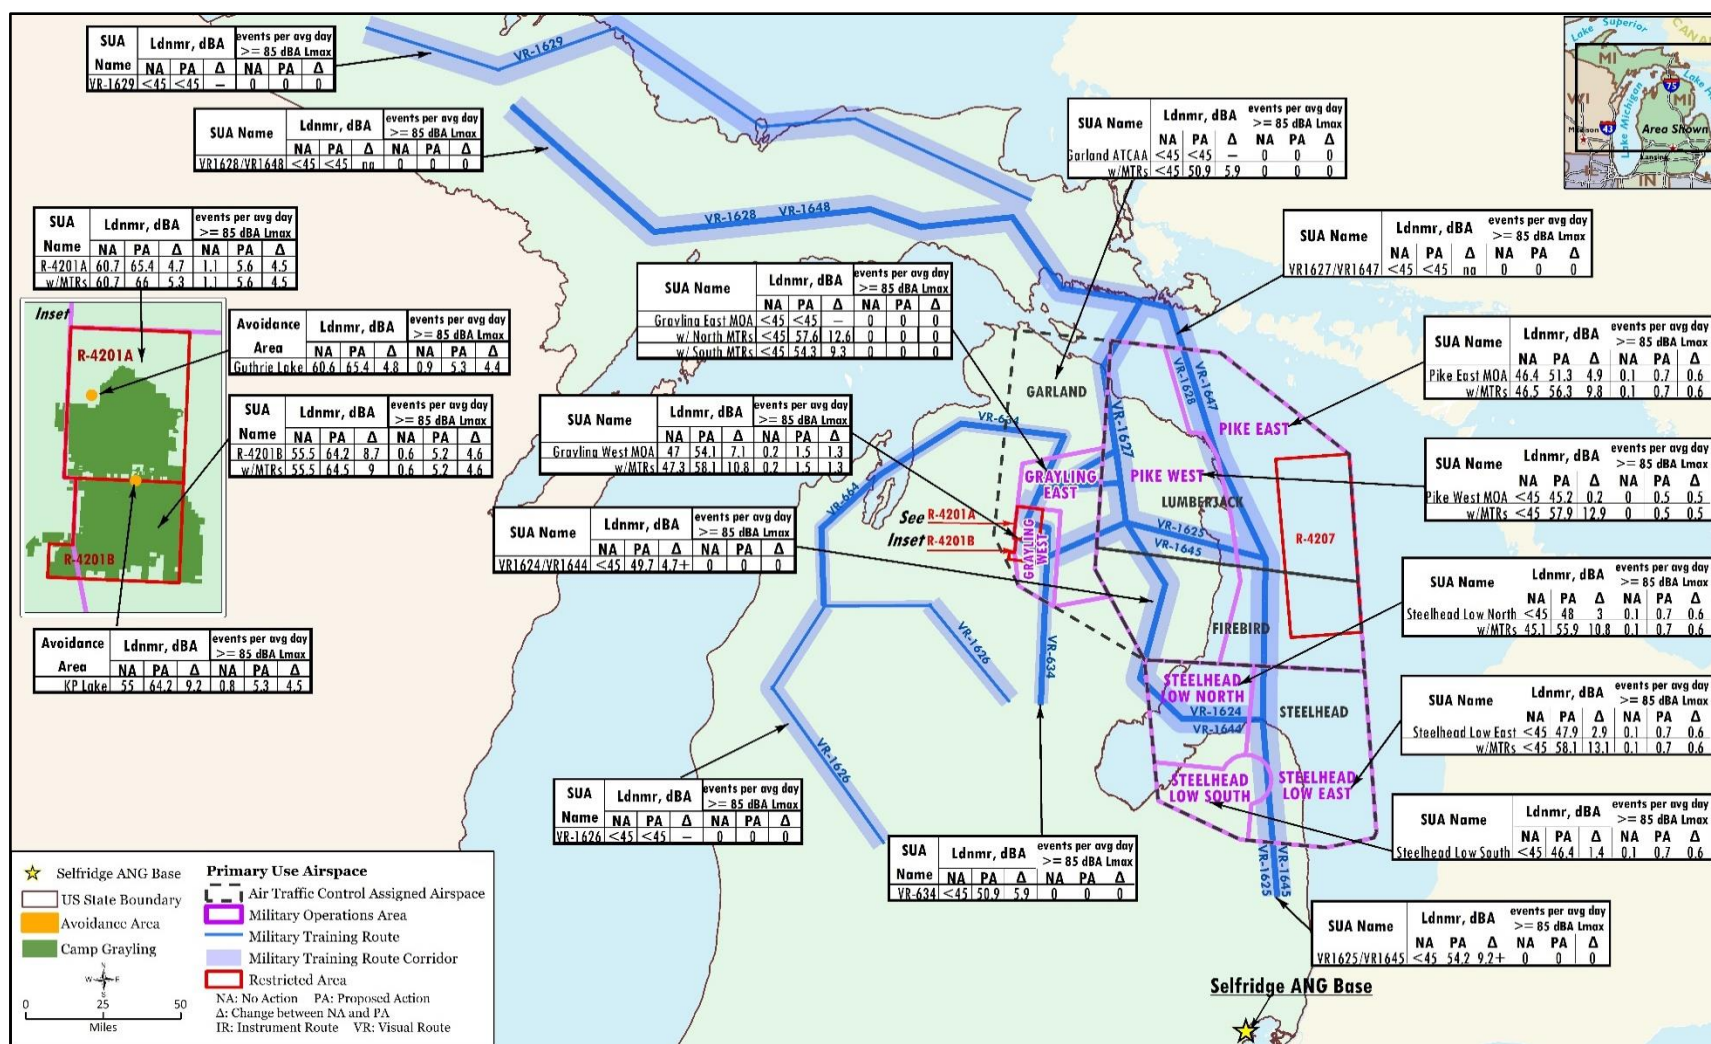 SUA Name Ldnmr, dBA events per avg day >= 85 dBA Lmax
NA PA Δ NA PA Δ
VR-1629 <45 <45 — 0 0 0
SUA Name Ldnmr, dBA events per avg day >= 85 dBA Lmax
NA PA Δ NA PA Δ
VR1628/VR1648 <45 <45 na 0 0 0
SUA Name Ldnmr, dBA events per avg day >= 85 dBA Lmax
NA PA Δ NA PA Δ
Garland ATCAA <45 <45 — 0 0 0
w/MTRs <45 50.9 5.9 0 0 0
Lake Superior
CANA
MI
Lake H
75
WI
MI
Lake Michigan
Madison
43
Area Shown
Lansing
IN
SUA Name Ldnmr, dBA events per avg day >= 85 dBA Lmax
NA PA Δ NA PA Δ
R-4201A 60.7 65.4 4.7 1.1 5.6 4.5
w/MTRs 60.7 66 5.3 1.1 5.6 4.5
SUA Name Ldnmr, dBA events per avg day >= 85 dBA Lmax
NA PA Δ NA PA Δ
VR1627/VR1647 <45 <45 na 0 0 0
SUA Name Ldnmr, dBA events per avg day >= 85 dBA Lmax
NA PA Δ NA PA Δ
Grayling East MOA <45 <45 — 0 0 0
w/ North MTRs <45 57.6 12.6 0 0 0
w/ South MTRs <45 54.3 9.3 0 0 0
Inset
R-4201A
R-4201B
Avoidance Area Ldnmr, dBA events per avg day >= 85 dBA Lmax
NA PA Δ NA PA Δ
Guthrie Lake 60.6 65.4 4.8 0.9 5.3 4.4
SUA Name Ldnmr, dBA events per avg day >= 85 dBA Lmax
NA PA Δ NA PA Δ
R-4201B 55.5 64.2 8.7 0.6 5.2 4.6
w/MTRs 55.5 64.5 9 0.6 5.2 4.6
SUA Name Ldnmr, dBA events per avg day >= 85 dBA Lmax
NA PA Δ NA PA Δ
Grayling West MOA 47 54.1 7.1 0.2 1.5 1.3
w/MTRs 47.3 58.1 10.8 0.2 1.5 1.3
SUA Name Ldnmr, dBA events per avg day >= 85 dBA Lmax
NA PA Δ NA PA Δ
Pike East MOA 46.4 51.3 4.9 0.1 0.7 0.6
w/MTRs 46.5 56.3 9.8 0.1 0.7 0.6
SUA Name Ldnmr, dBA events per avg day >= 85 dBA Lmax
NA PA Δ NA PA Δ
Pike West MOA <45 45.2 0.2 0 0.5 0.5
w/MTRs <45 57.9 12.9 0 0.5 0.5
SUA Name Ldnmr, dBA events per avg day >= 85 dBA Lmax
NA PA Δ NA PA Δ
VR1624/VR1644 <45 49.7 4.7+ 0 0 0
SUA Name Ldnmr, dBA events per avg day >= 85 dBA Lmax
NA PA Δ NA PA Δ
Steelhead Low North <45 48 3 0.1 0.7 0.6
w/MTRs 45.1 55.9 10.8 0.1 0.7 0.6
Avoidance Area Ldnmr, dBA events per avg day >= 85 dBA Lmax
NA PA Δ NA PA Δ
KP Lake 55 64.2 9.2 0.8 5.3 4.5
SUA Name Ldnmr, dBA events per avg day >= 85 dBA Lmax
NA PA Δ NA PA Δ
Steelhead Low East <45 47.9 2.9 0.1 0.7 0.6
w/MTRs <45 58.1 13.1 0.1 0.7 0.6
SUA Name Ldnmr, dBA events per avg day >= 85 dBA Lmax
NA PA Δ NA PA Δ
VR-1626 <45 <45 — 0 0 0
SUA Name Ldnmr, dBA events per avg day >= 85 dBA Lmax
NA PA Δ NA PA Δ
Steelhead Low South <45 46.4 1.4 0.1 0.7 0.6
SUA Name Ldnmr, dBA events per avg day >= 85 dBA Lmax
NA PA Δ NA PA Δ
VR-634 <45 50.9 5.9 0 0 0
SUA Name Ldnmr, dBA events per avg day >= 85 dBA Lmax
NA PA Δ NA PA Δ
VR1625/VR1645 <45 54.2 9.2+ 0 0 0
VR-1629
VR-1628 VR-1648
VR-1628
VR-1647
VR-1627
GARLAND
PIKE EAST
PIKE WEST
LUMBERJACK
GRAYLING EAST
VR-664
VR-1625
VR-1645
See R-4201A
Inset R-4201B
GRAYLING WEST
R-4207
FIREBIRD
VR-634
VR-1626
VR-1626
STEELHEAD LOW NORTH
STEELHEAD
VR-1624
VR-1644
STEELHEAD LOW SOUTH
STEELHEAD LOW EAST
VR-1625
VR-1645
Selfridge ANG Base
Selfridge ANG Base
US State Boundary
Avoidance Area
Camp Grayling
N
W E
S
0 25 50
Miles
Primary Use Airspace
Air Traffic Control Assigned Airspace
Military Operations Area
Military Training Route
Military Training Route Corridor
Restricted Area
NA: No Action PA: Proposed Action
Δ: Change between NA and PA
IR: Instrument Route VR: Visual Route